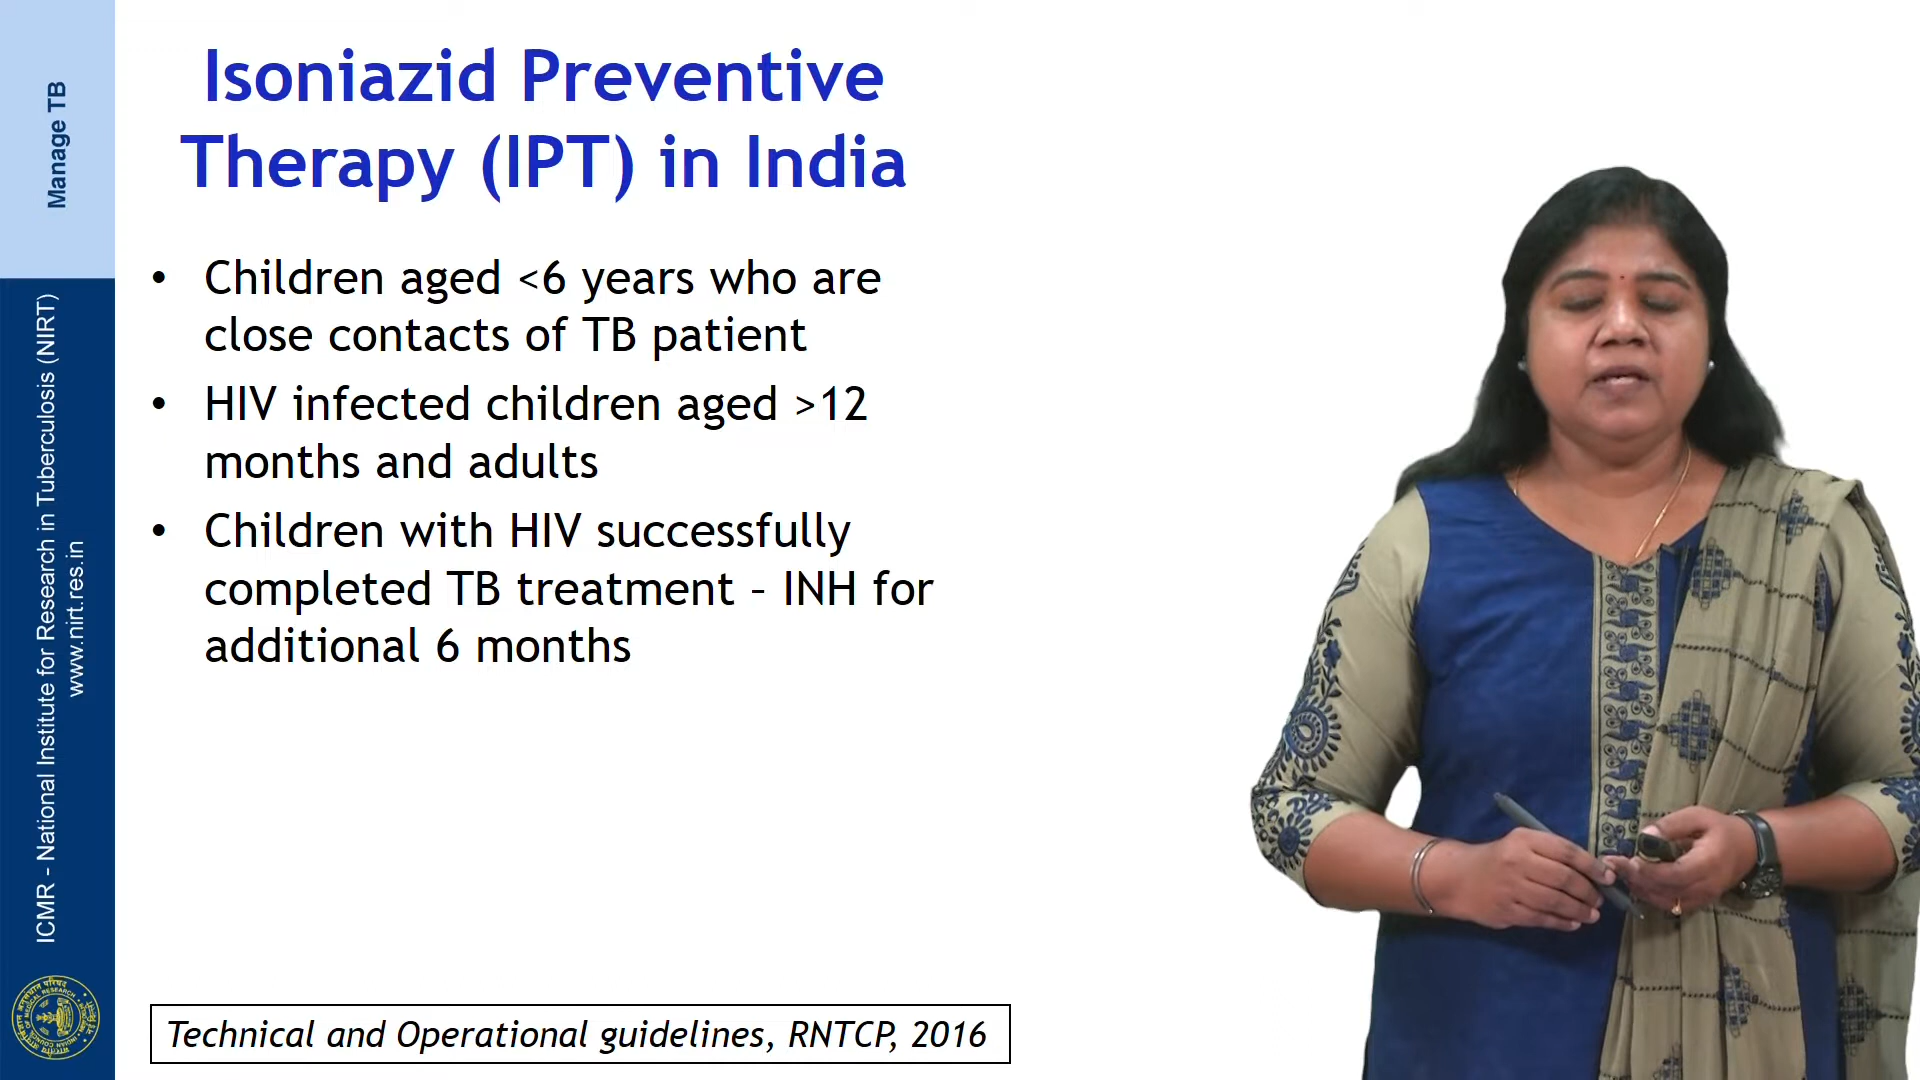 Manage TB
ICMR - National Institute for Research in Tuberculosis (NIRT)
www.nirt.res.in
Isoniazid Preventive
Therapy (IPT) in India
• Children aged <6 years who are
close contacts of TB patient
• HIV infected children aged >12
months and adults
• Children with HIV successfully
completed TB treatment – INH for
additional 6 months
Technical and Operational guidelines, RNTCP, 2016